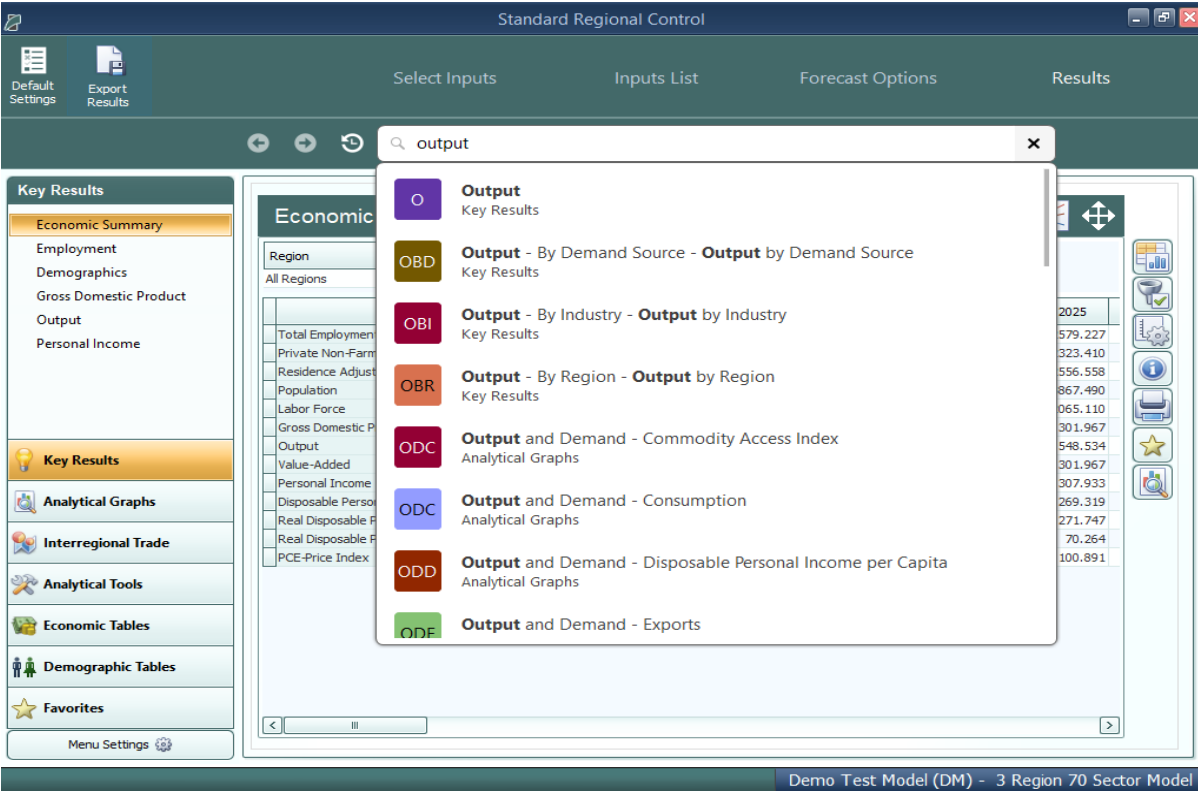 Standard Regional Control
Default
Settings
Export
Results
Select Inputs
Inputs List
Forecast Options
Results
output
Key Results
Economic Summary
Employment
Demographics
Gross Domestic Product
Output
Personal Income
Key Results
Analytical Graphs
Interregional Trade
Analytical Tools
Economic Tables
Demographic Tables
Favorites
Menu Settings
Economic
Region
All Regions
2025
Total Employmen 579.227
Private Non-Farm 323.410
Residence Adjust 556.558
Population 867.490
Labor Force 065.110
Gross Domestic P 301.967
Output 548.534
Value-Added 301.967
Personal Income 307.933
Disposable Perso 269.319
Real Disposable P 271.747
Real Disposable P 70.264
PCE-Price Index 100.891
O
Output
Key Results
OBD
Output - By Demand Source - Output by Demand Source
Key Results
OBI
Output - By Industry - Output by Industry
Key Results
OBR
Output - By Region - Output by Region
Key Results
ODC
Output and Demand - Commodity Access Index
Analytical Graphs
ODC
Output and Demand - Consumption
Analytical Graphs
ODD
Output and Demand - Disposable Personal Income per Capita
Analytical Graphs
ODE
Output and Demand - Exports
Demo Test Model (DM) - 3 Region 70 Sector Model